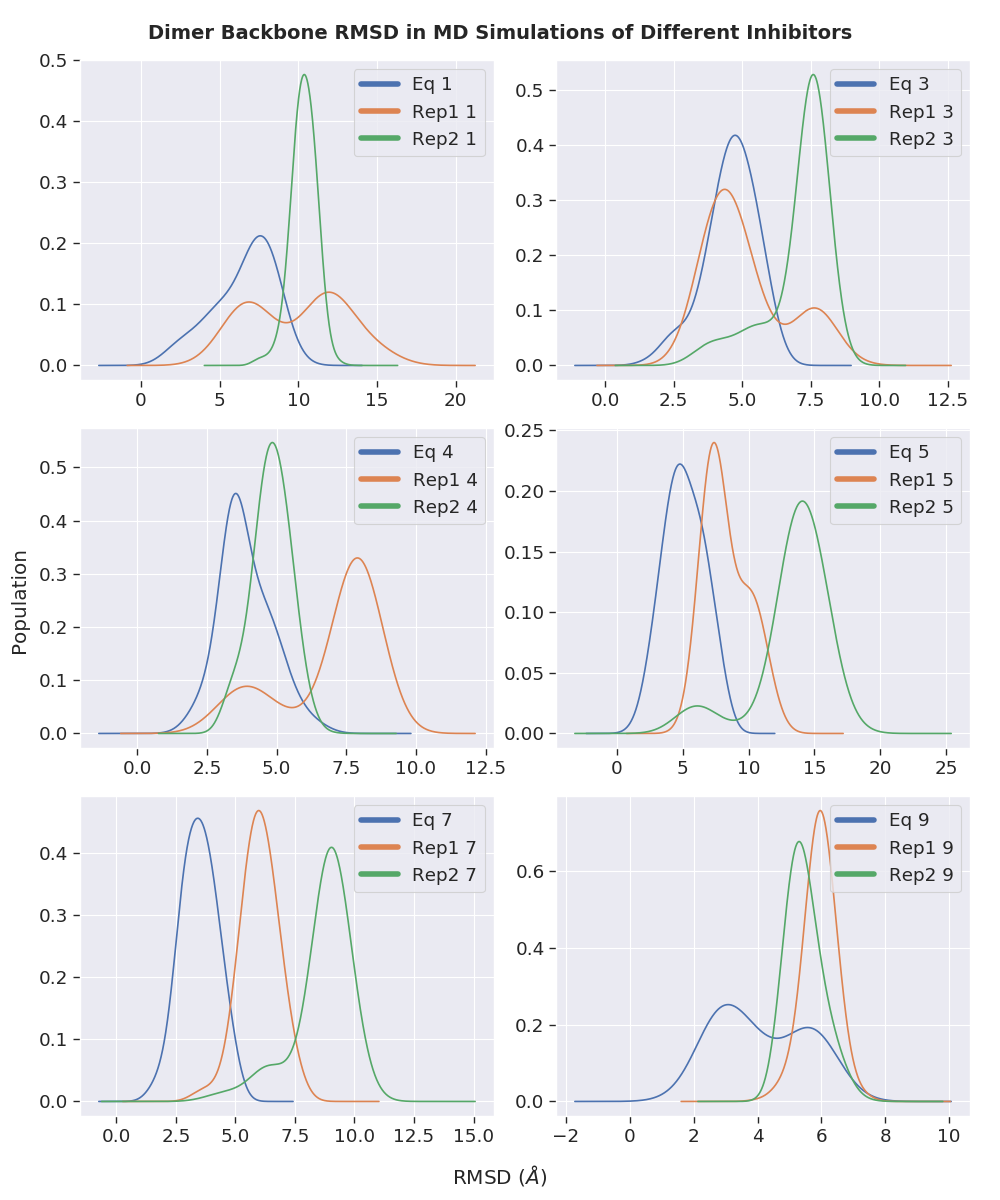 Dimer Backbone RMSD in MD Simulations of Different Inhibitors
0.5
0.4
0.3
0.2
0.1
0.0
0 5 10 15 20
Eq 1
Rep1 1
Rep2 1
0.5
0.4
0.3
0.2
0.1
0.0
0.0 2.5 5.0 7.5 10.0 12.5
Eq 3
Rep1 3
Rep2 3
Population
0.5
0.4
0.3
0.2
0.1
0.0
0.0 2.5 5.0 7.5 10.0 12.5
Eq 4
Rep1 4
Rep2 4
0.25
0.20
0.15
0.10
0.05
0.00
0 5 10 15 20 25
Eq 5
Rep1 5
Rep2 5
0.4
0.3
0.2
0.1
0.0
0.0 2.5 5.0 7.5 10.0 12.5 15.0
Eq 7
Rep1 7
Rep2 7
0.6
0.4
0.2
0.0
−2 0 2 4 6 8 10
Eq 9
Rep1 9
Rep2 9
RMSD (Å)